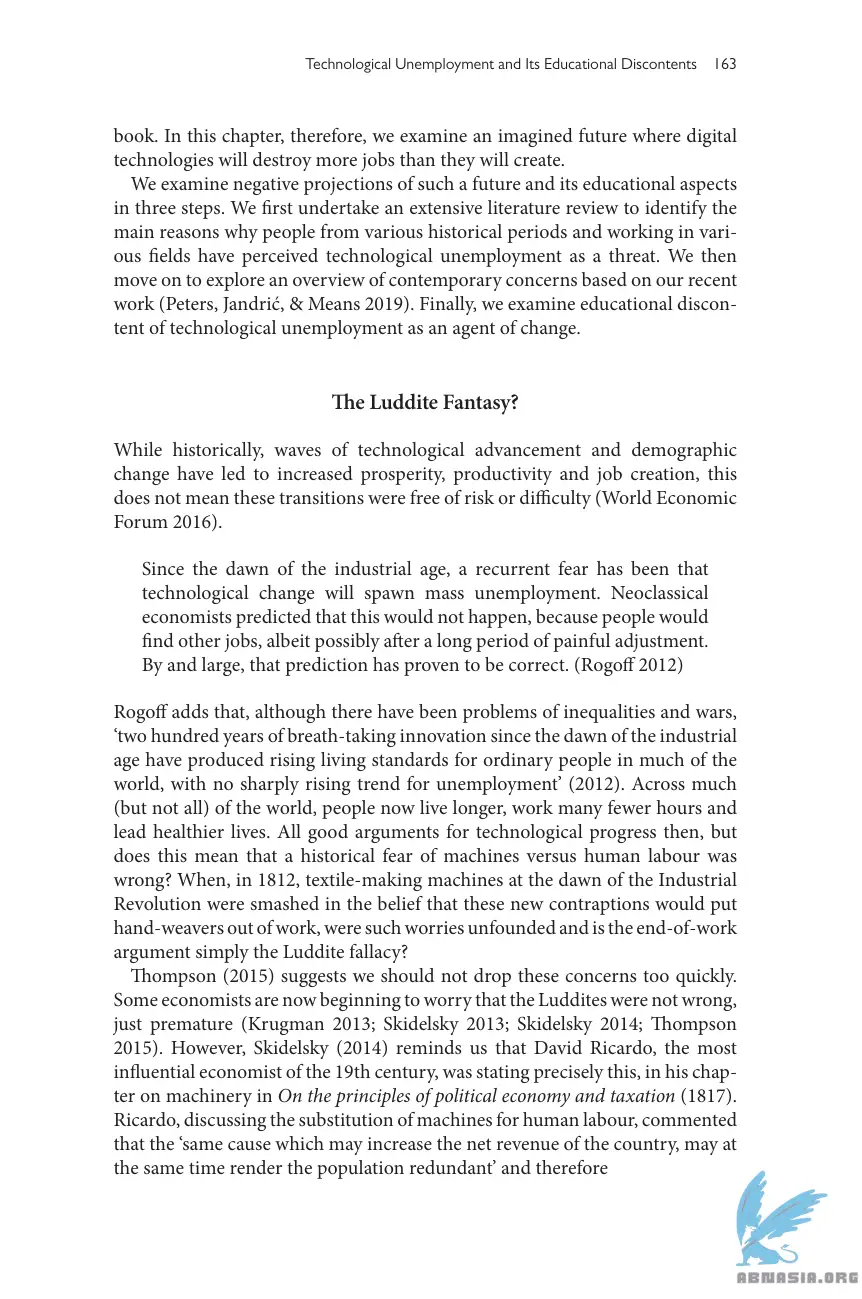 Technological Unemployment and Its Educational Discontents 163
book. In this chapter, therefore, we examine an imagined future where digital
technologies will destroy more jobs than they will create.
We examine negative projections of such a future and its educational aspects
in three steps. We first undertake an extensive literature review to identify the
main reasons why people from various historical periods and working in vari-
ous fields have perceived technological unemployment as a threat. We then
move on to explore an overview of contemporary concerns based on our recent
work (Peters, Jandrić, & Means 2019). Finally, we examine educational discon-
tent of technological unemployment as an agent of change.
The Luddite Fantasy?
While historically, waves of technological advancement and demographic
change have led to increased prosperity, productivity and job creation, this
does not mean these transitions were free of risk or difficulty (World Economic
Forum 2016).
Since the dawn of the industrial age, a recurrent fear has been that
technological change will spawn mass unemployment. Neoclassical
economists predicted that this would not happen, because people would
find other jobs, albeit possibly after a long period of painful adjustment.
By and large, that prediction has proven to be correct. (Rogoff 2012)
Rogoff adds that, although there have been problems of inequalities and wars,
‘two hundred years of breath-taking innovation since the dawn of the industrial
age have produced rising living standards for ordinary people in much of the
world, with no sharply rising trend for unemployment’ (2012). Across much
(but not all) of the world, people now live longer, work many fewer hours and
lead healthier lives. All good arguments for technological progress then, but
does this mean that a historical fear of machines versus human labour was
wrong? When, in 1812, textile-making machines at the dawn of the Industrial
Revolution were smashed in the belief that these new contraptions would put
hand-weavers out of work, were such worries unfounded and is the end-of-work
argument simply the Luddite fallacy?
Thompson (2015) suggests we should not drop these concerns too quickly.
Some economists are now beginning to worry that the Luddites were not wrong,
just premature (Krugman 2013; Skidelsky 2013; Skidelsky 2014; Thompson
2015). However, Skidelsky (2014) reminds us that David Ricardo, the most
influential economist of the 19th century, was stating precisely this, in his chap-
ter on machinery in On the principles of political economy and taxation (1817).
Ricardo, discussing the substitution of machines for human labour, commented
that the ‘same cause which may increase the net revenue of the country, may at
the same time render the population redundant’ and therefore
ABNASIA.ORG